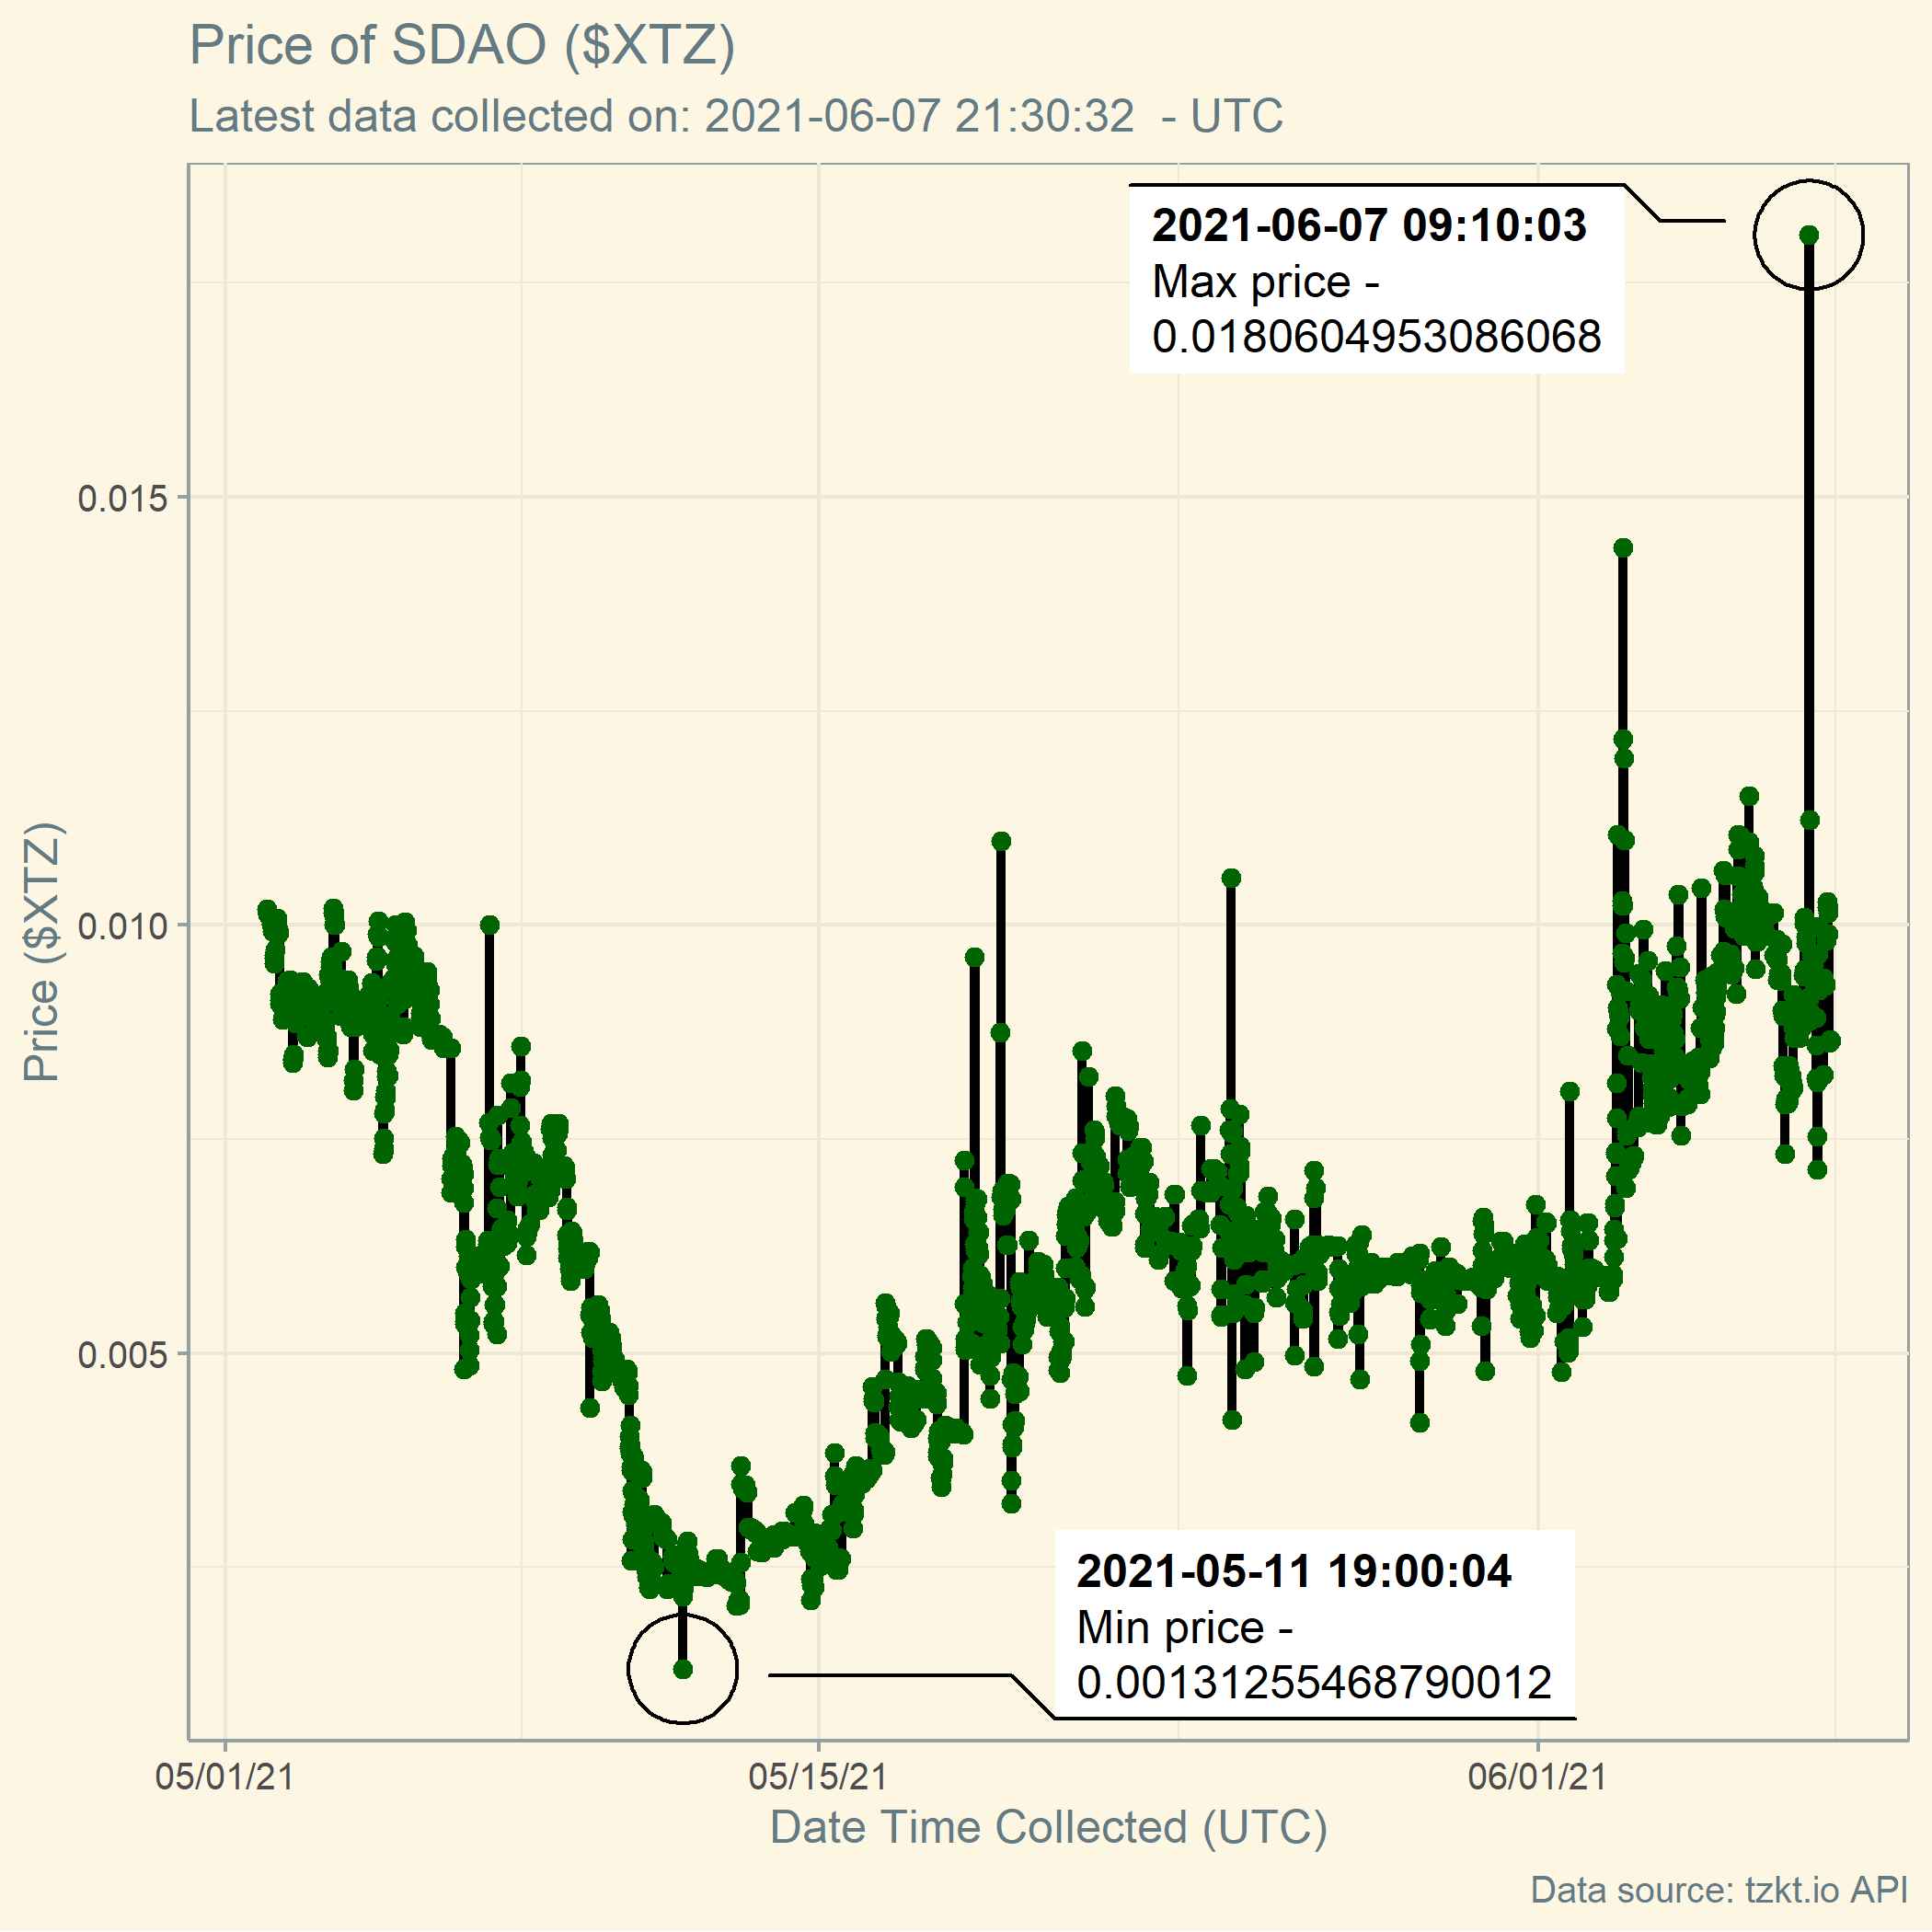 Price of SDAO ($XTZ)
Latest data collected on: 2021-06-07 21:30:32  - UTC
2021-06-07 09:10:03
Max price -
0.0180604953086068
0.015
0.010
0.005
Price ($XTZ)
2021-05-11 19:00:04
Min price -
0.00131255468790012
05/01/21
05/15/21
06/01/21
Date Time Collected (UTC)
Data source: tzkt.io API